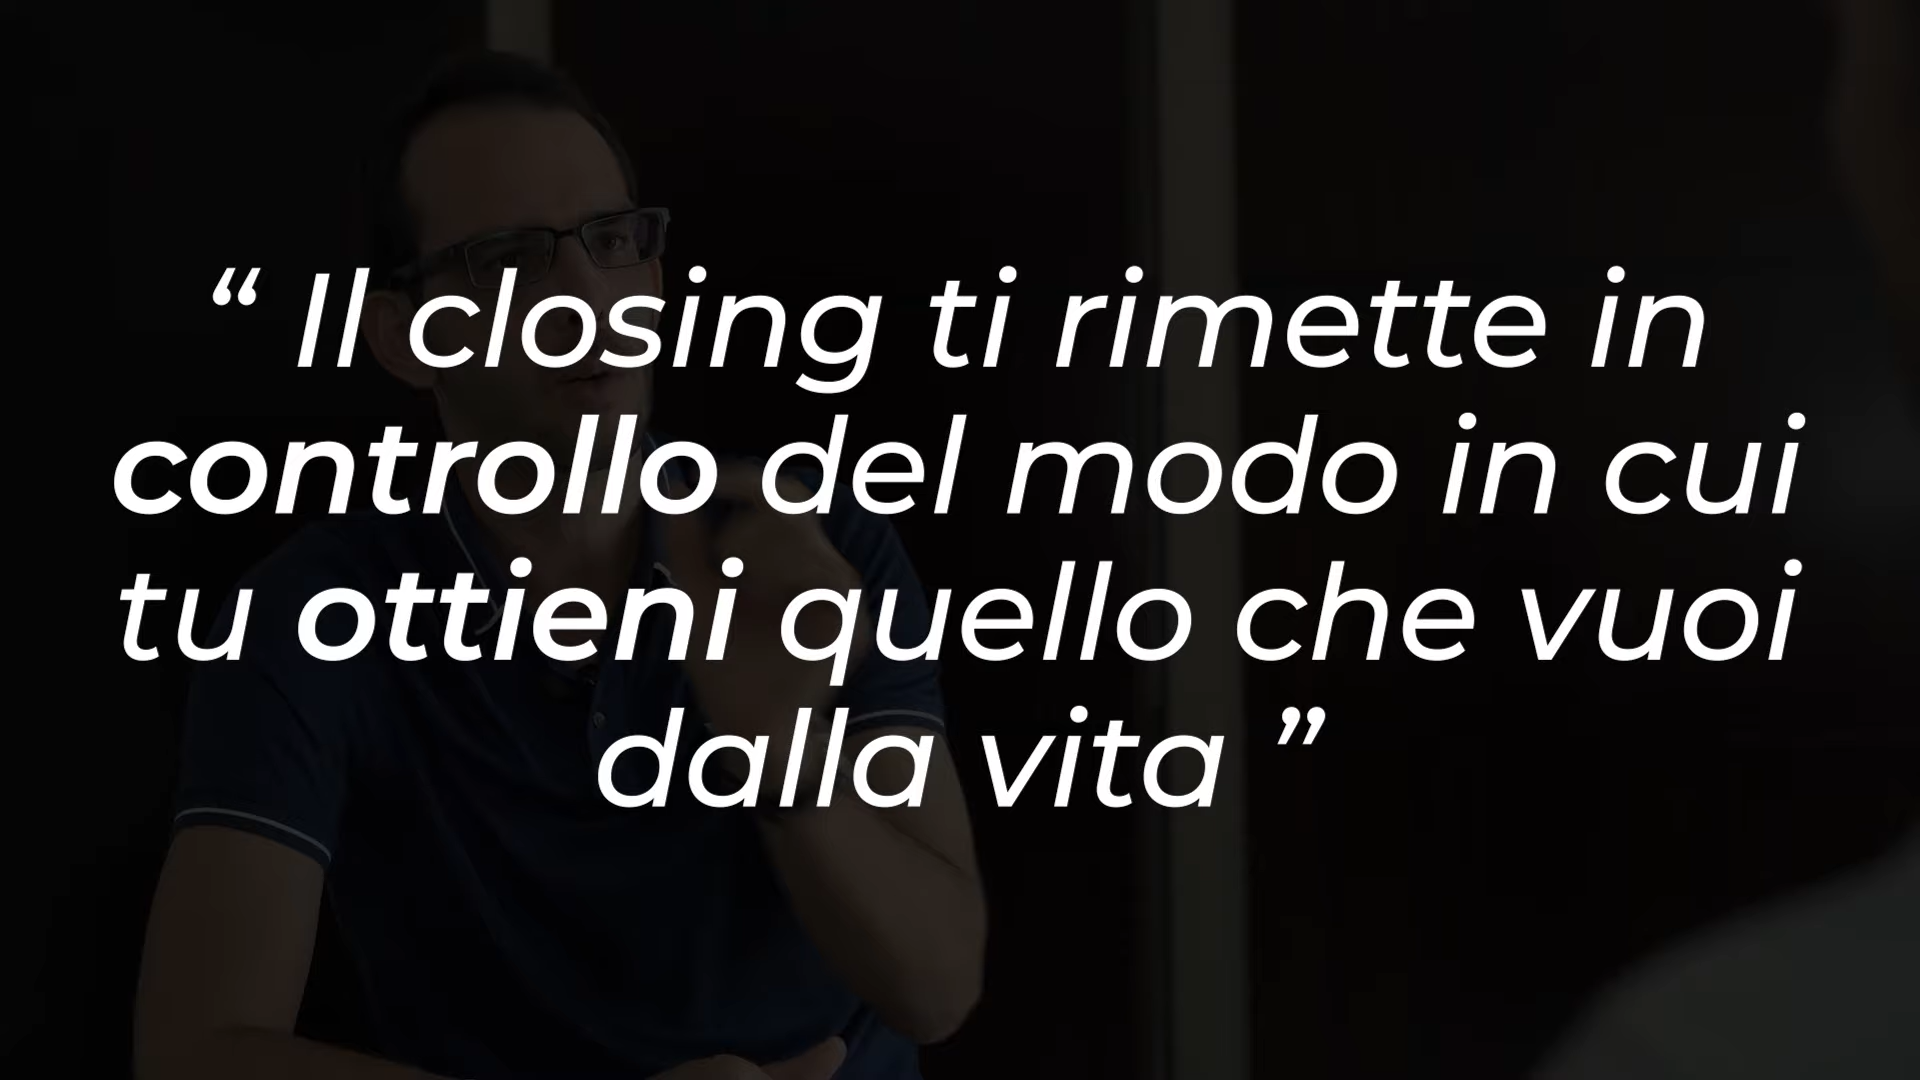 “ Il closing ti rimette in
controllo del modo in cui
tu ottieni quello che vuoi
dalla vita ”